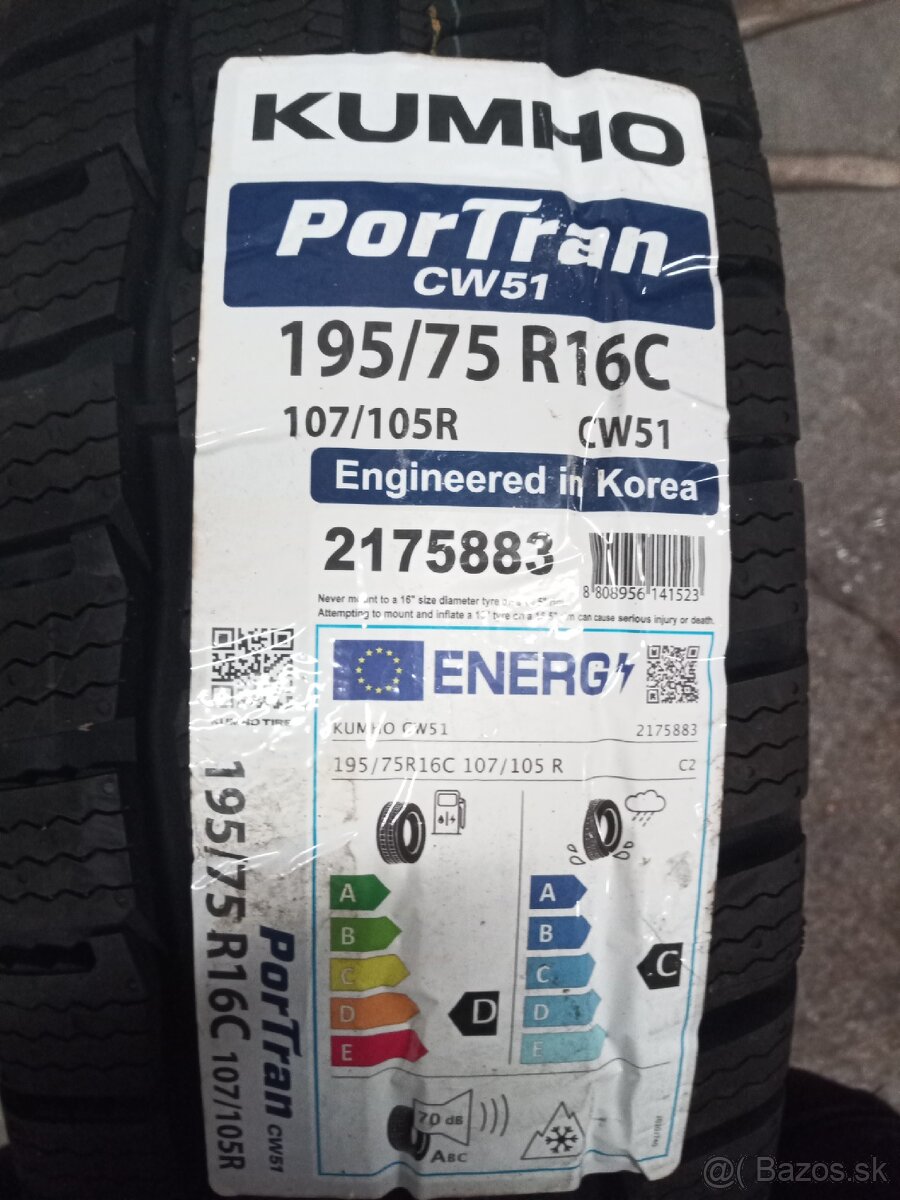 KUMHO
PorTran
CW51
195/75 R16C
107/105R CW51
Engineered in Korea
2175883
8 808956 141523
Never mount to a 16" size diameter tyre
Attempting to mount and inflate a can cause serious injury or death.
ENERG
KUMHO CW51 2175883
195/75R16C 107/105 R C2
KUMHO TIRE
A A
B B
C C C
D D D
E E
70 dB
ABC
195/75 R16C 107/105R
PorTran CW51
@( Bazos.sk